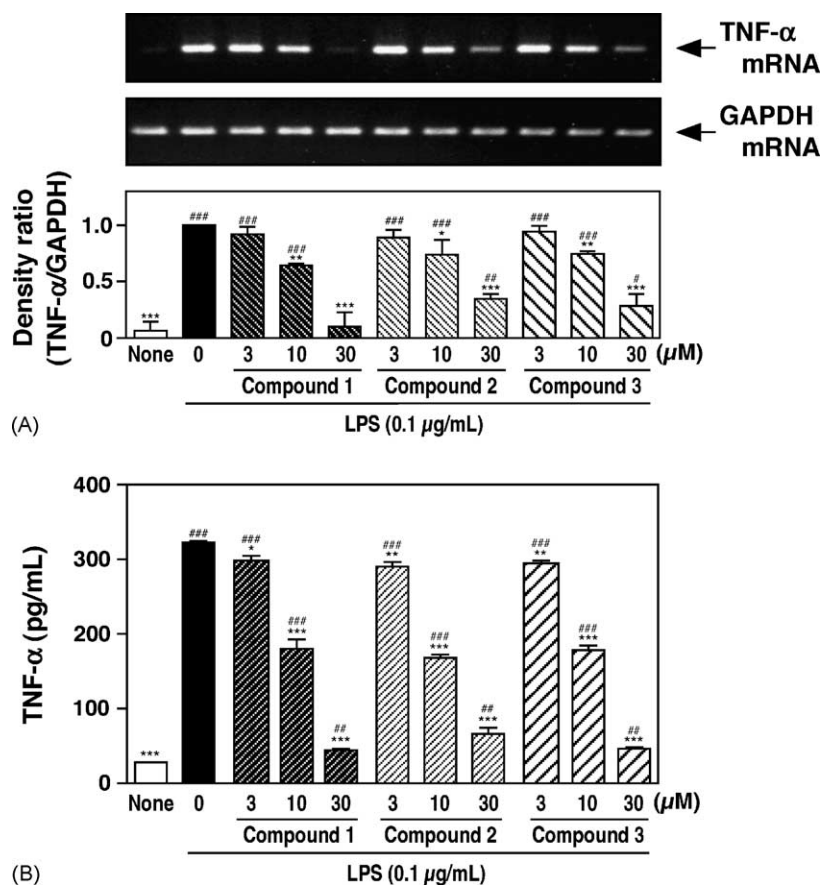 TNF-α
mRNA
GAPDH
mRNA
Density ratio
(TNF-α/GAPDH)
1.0
0.5
0
###
###
###
###
###
###
###
**
*
**
##
#
***
***
***
***
None 0 3 10 30 3 10 30 3 10 30 (µM)
Compound 1 Compound 2 Compound 3
LPS (0.1 µg/mL)
(A)
TNF-α (pg/mL)
400
300
200
100
0
###
###
###
###
*
**
**
###
###
###
***
***
***
##
##
##
***
***
***
***
None 0 3 10 30 3 10 30 3 10 30 (µM)
Compound 1 Compound 2 Compound 3
LPS (0.1 µg/mL)
(B)